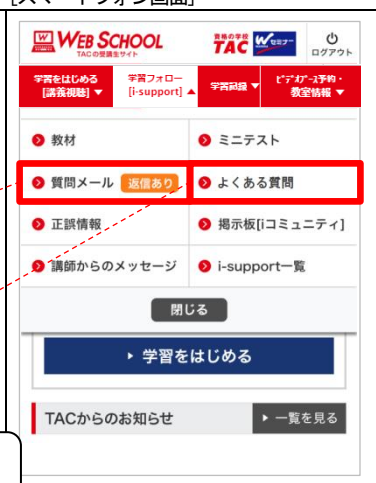 [スマートフォン画面]
WEB SCHOOL
TACの受講生サイト
資格の学校
TAC Wセミナー
ログアウト
学習をはじめる
[講義視聴] ▼
学習フォロー
[i-support] ▲
学習記録 ▼
ビデオブース予約・
教室情報 ▼
教材
ミニテスト
質問メール 返信あり
よくある質問
正誤情報
掲示板[iコミュニティ]
講師からのメッセージ
i-support一覧
閉じる
学習をはじめる
TACからのお知らせ
一覧を見る